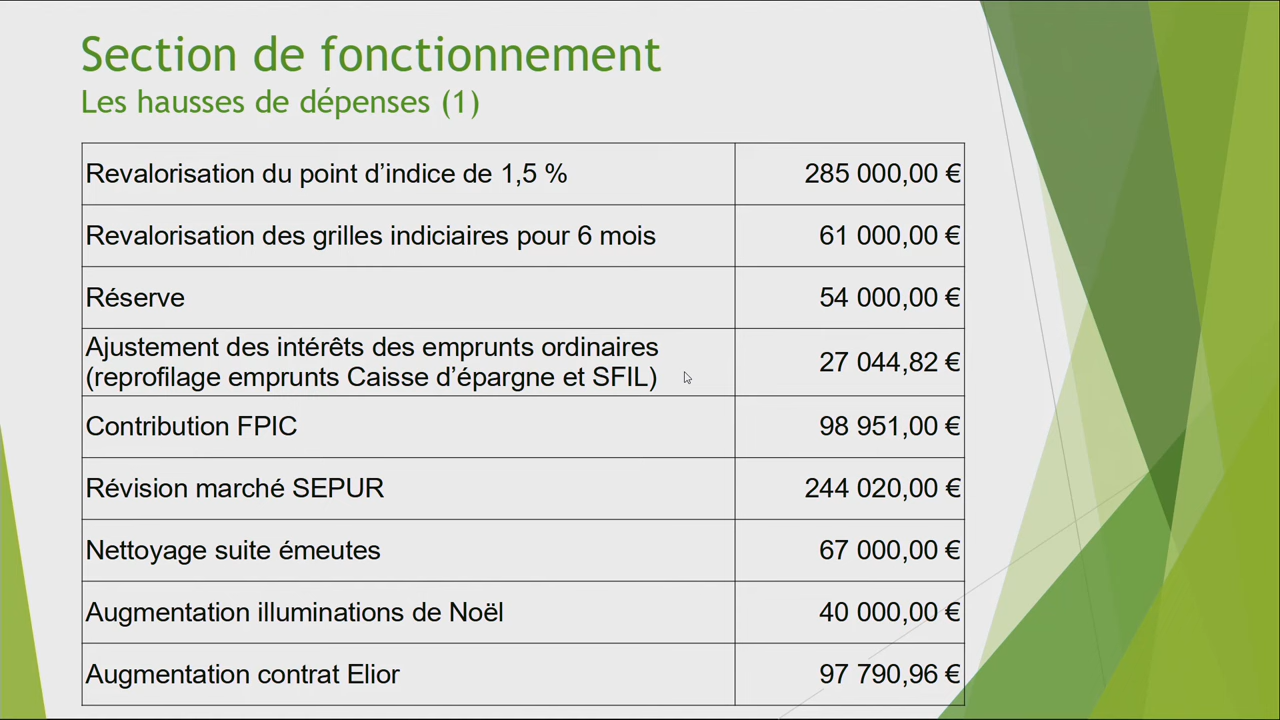 Section de fonctionnement
Les hausses de dépenses (1)
Revalorisation du point d’indice de 1,5 % 285 000,00 €
Revalorisation des grilles indiciaires pour 6 mois 61 000,00 €
Réserve 54 000,00 €
Ajustement des intérêts des emprunts ordinaires
(reprofilage emprunts Caisse d’épargne et SFIL) 27 044,82 €
Contribution FPIC 98 951,00 €
Révision marché SEPUR 244 020,00 €
Nettoyage suite émeutes 67 000,00 €
Augmentation illuminations de Noël 40 000,00 €
Augmentation contrat Elior 97 790,96 €